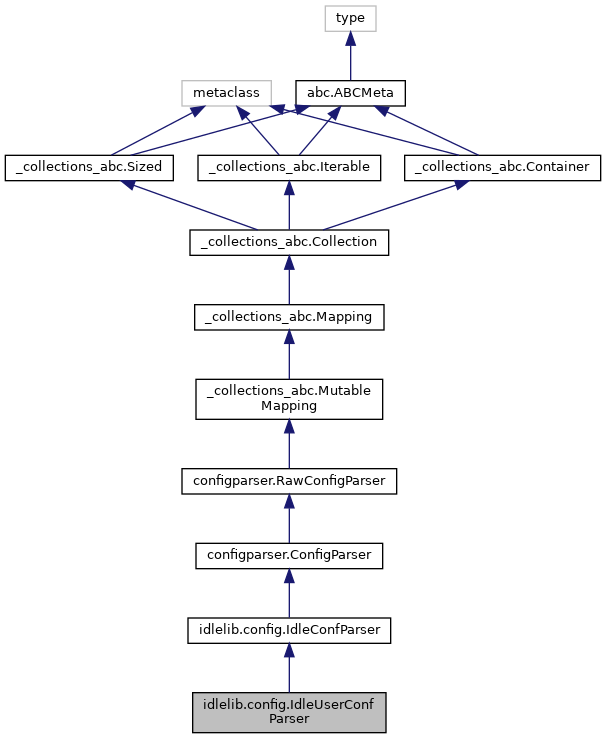 type
metaclass
abc.ABCMeta
_collections_abc.Sized
_collections_abc.Iterable
_collections_abc.Container
_collections_abc.Collection
_collections_abc.Mapping
_collections_abc.Mutable
Mapping
configparser.RawConfigParser
configparser.ConfigParser
idlelib.config.IdleConfParser
idlelib.config.IdleUserConf
Parser